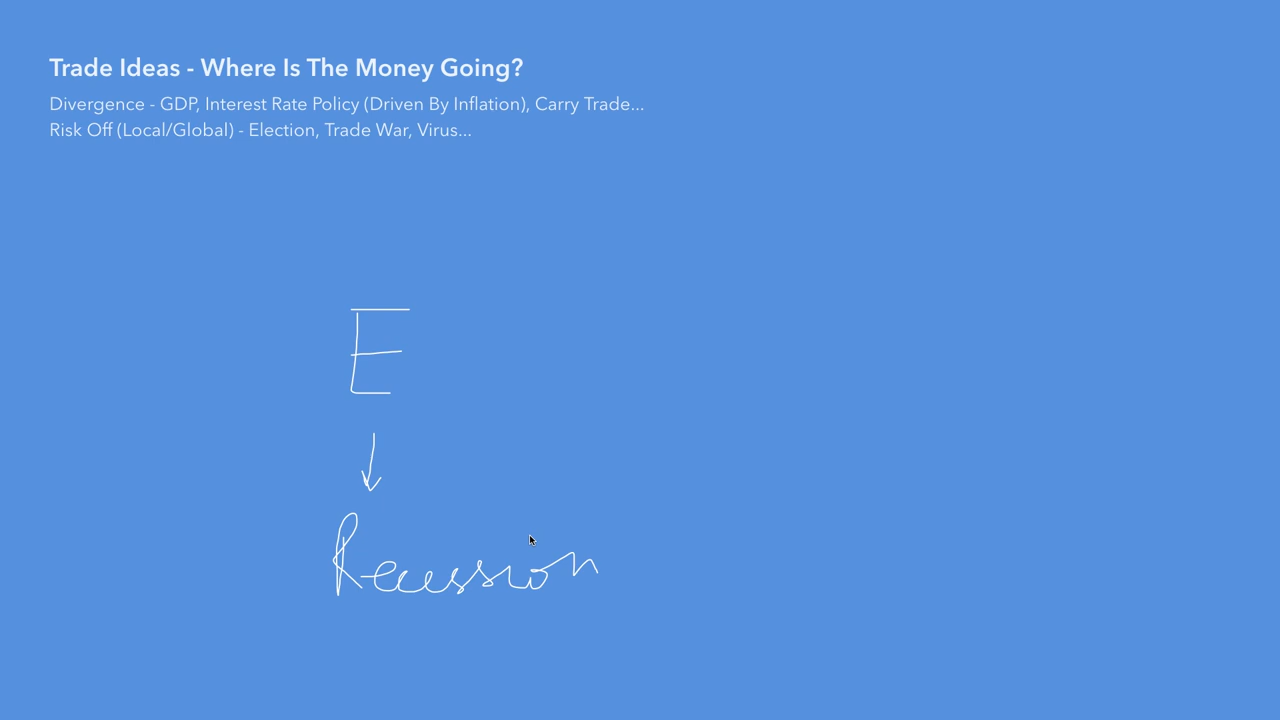 Trade Ideas - Where Is The Money Going?
Divergence - GDP, Interest Rate Policy (Driven By Inflation), Carry Trade...
Risk Off (Local/Global) - Election, Trade War, Virus...
E
Recession